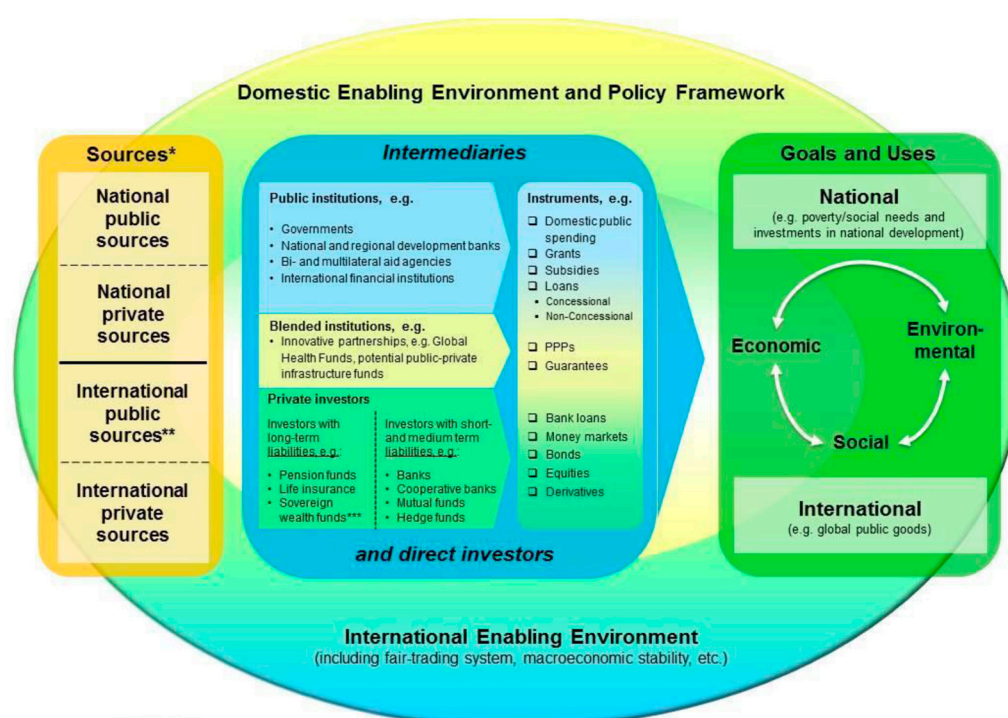 Domestic Enabling Environment and Policy Framework
Sources*
National
public
sources
National
private
sources
International
public
sources**
International
private
sources
Intermediaries
Public institutions, e.g.
• Governments
• National and regional development banks
• Bi- and multilateral aid agencies
• International financial institutions
Blended institutions, e.g.
• Innovative partnerships, e.g. Global
Health Funds, potential public-private
infrastructure funds
Private investors
Investors with
long-term
liabilities, e.g.:
• Pension funds
• Life insurance
• Sovereign
wealth funds***
Investors with short-
and medium term
liabilities, e.g.:
• Banks
• Cooperative banks
• Mutual funds
• Hedge funds
Instruments, e.g.
❑ Domestic public
spending
❑ Grants
❑ Subsidies
❑ Loans
• Concessional
• Non-Concessional
❑ PPPs
❑ Guarantees
❑ Bank loans
❑ Money markets
❑ Bonds
❑ Equities
❑ Derivatives
and direct investors
Goals and Uses
National
(e.g. poverty/social needs and
investments in national development)
Economic
Environ-
mental
Social
International
(e.g. global public goods)
International Enabling Environment
(including fair-trading system, macroeconomic stability, etc.)